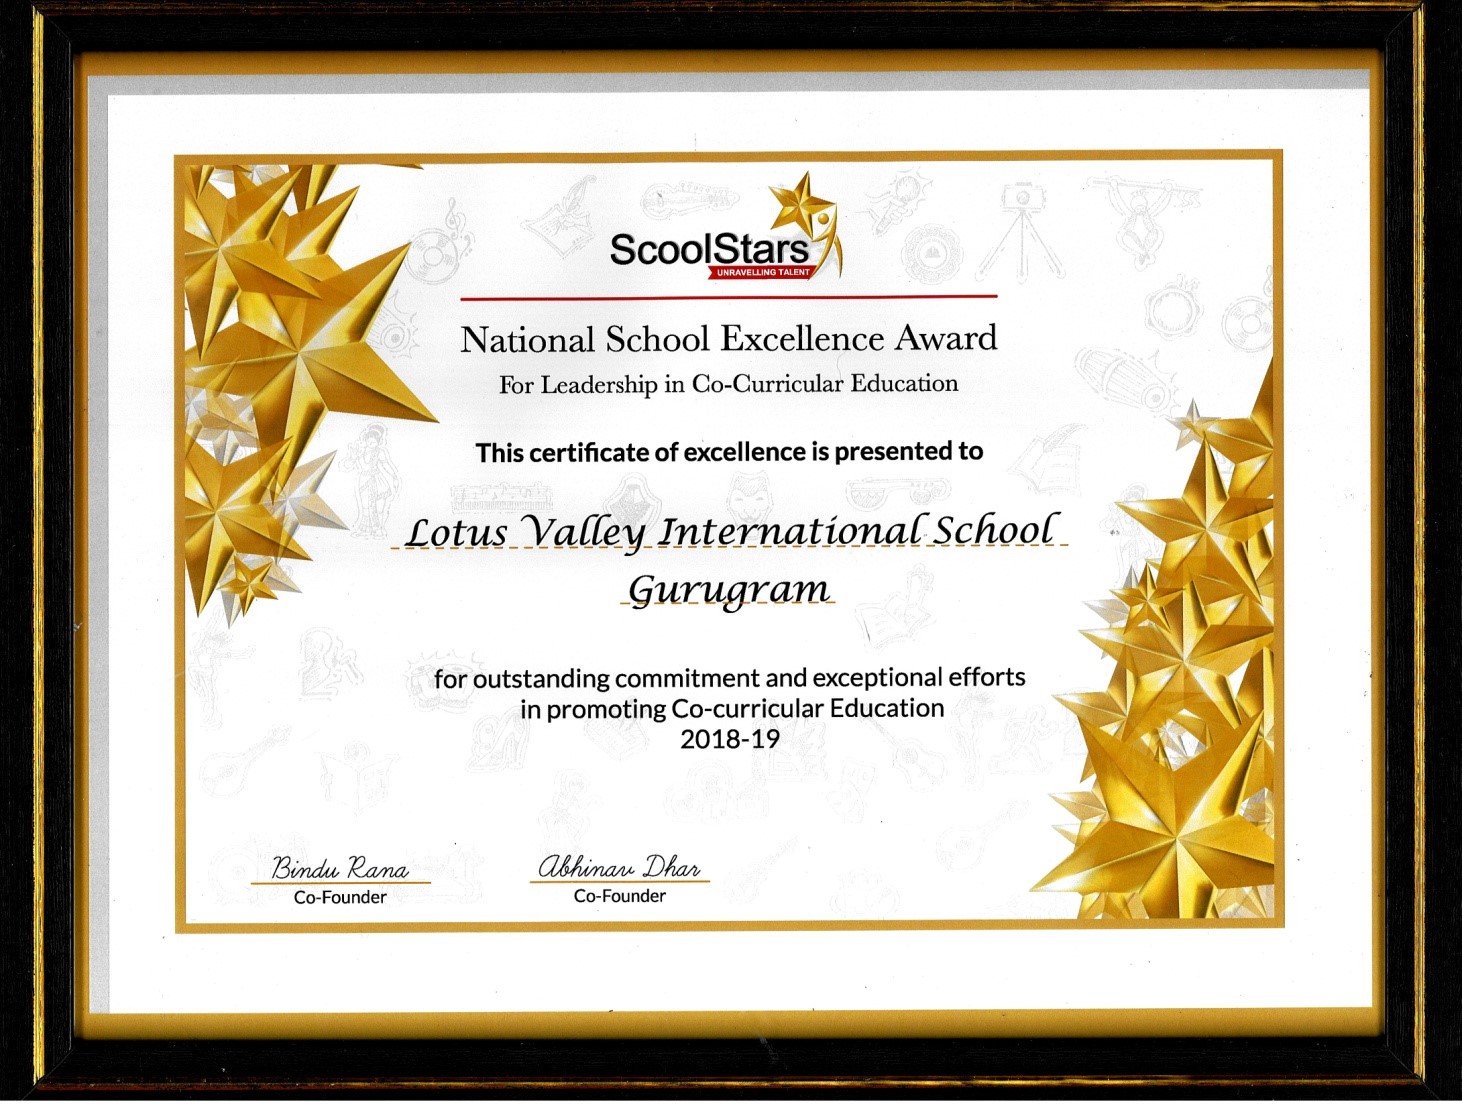 ScoolStars
UNRAVELLING TALENT
National School Excellence Award
For Leadership in Co-Curricular Education
This certificate of excellence is presented to
Lotus Valley International School
Gurugram
for outstanding commitment and exceptional efforts
in promoting Co-curricular Education
2018-19
Bindu Rana
Co-Founder
Abhinav Dhar
Co-Founder